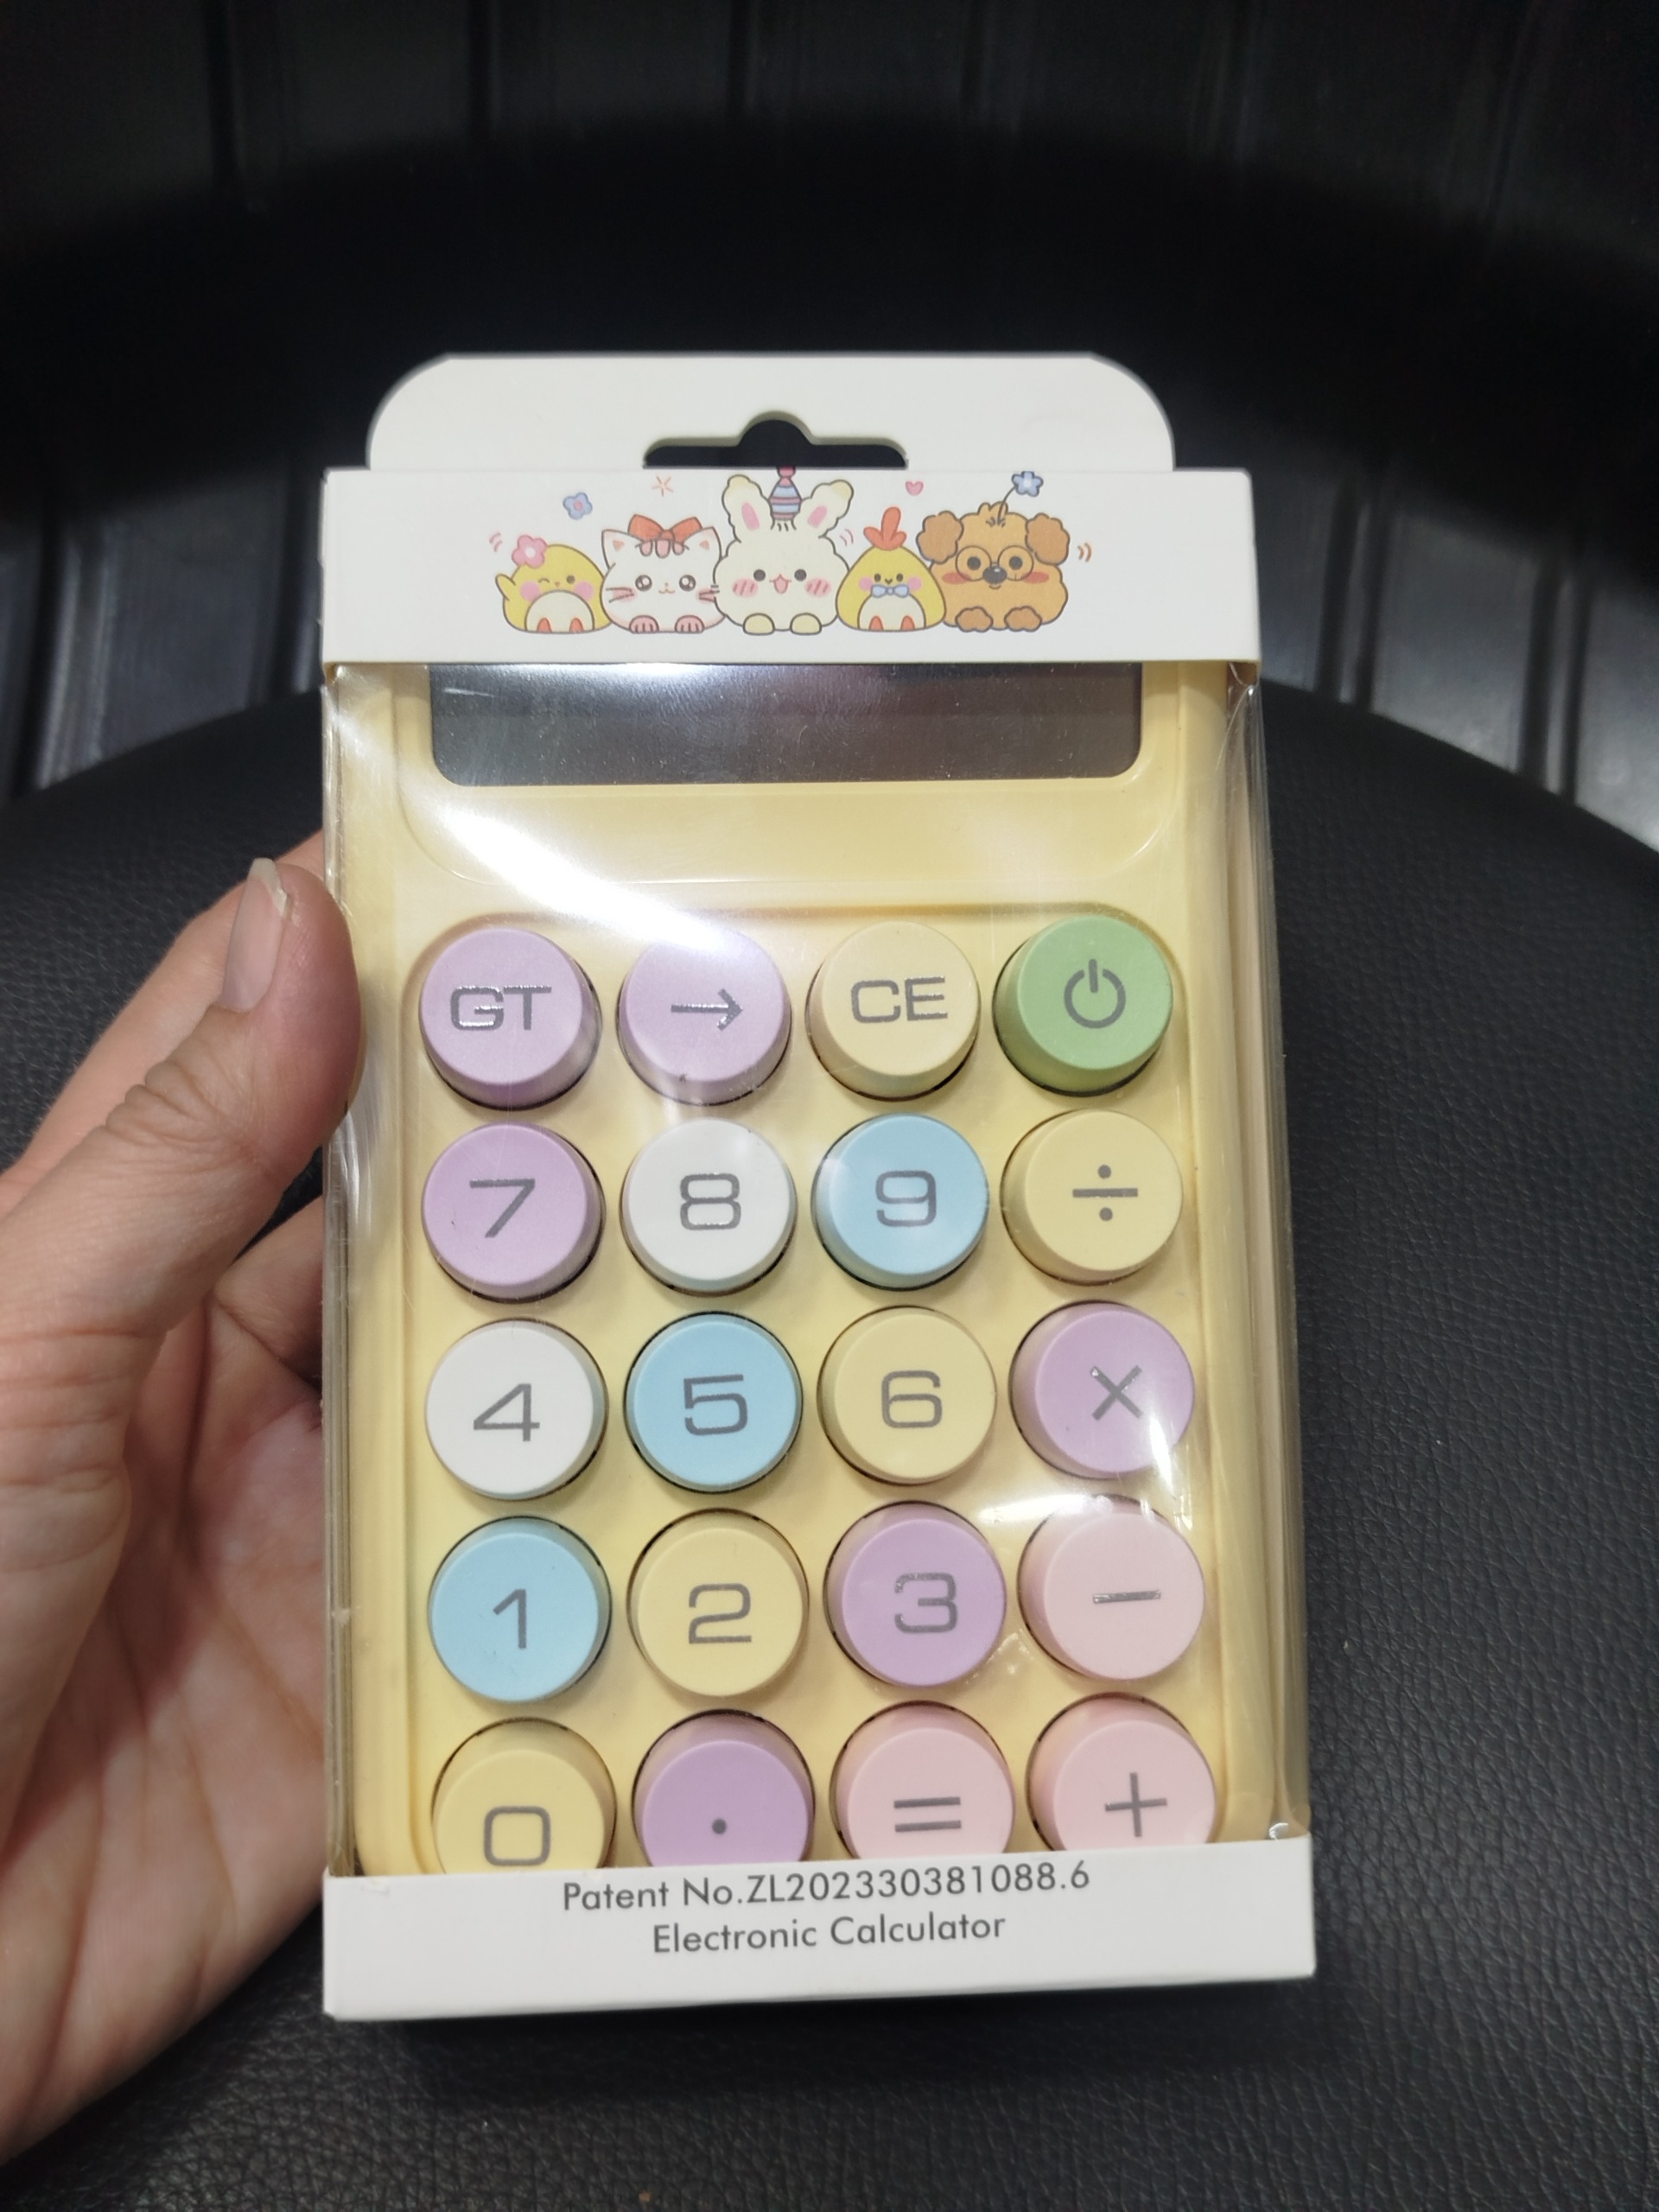 GT → CE
7 8 9 ÷
4 5 6 ×
1 2 3 −
0 . = +
Patent No.ZL202330381088.6
Electronic Calculator